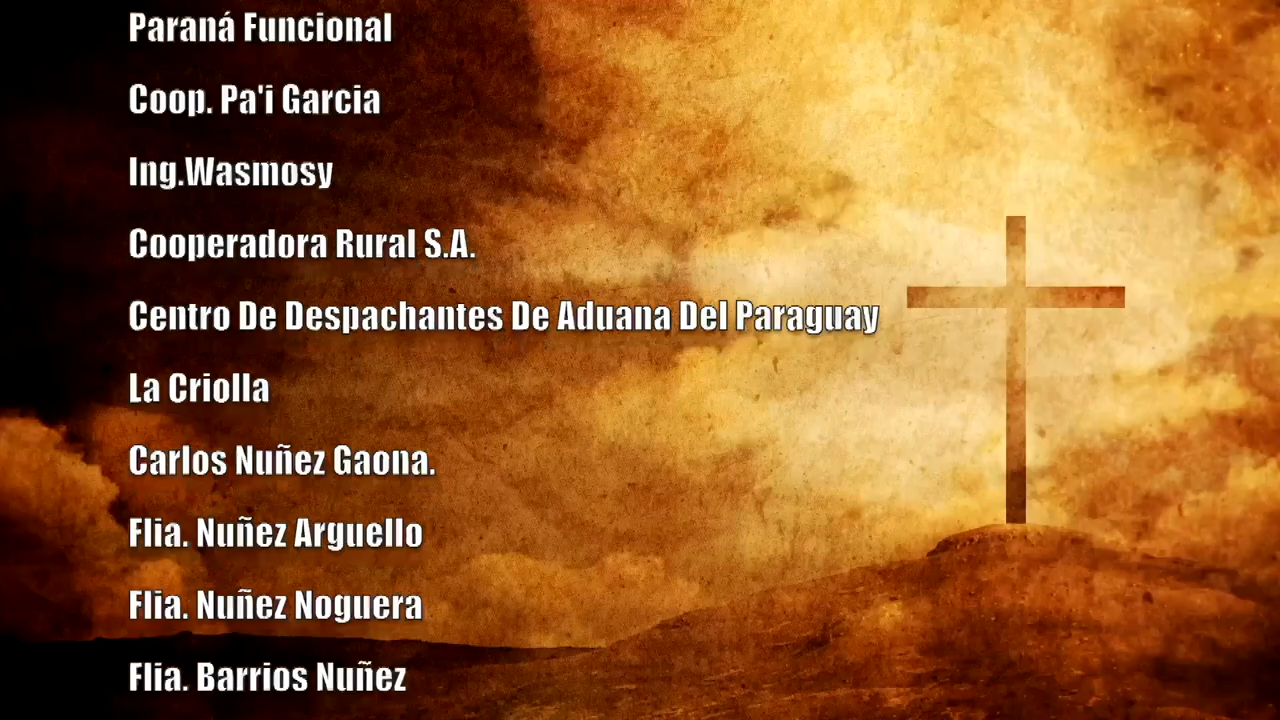 Paraná Funcional
Coop. Pa'i Garcia
Ing.Wasmosy
Cooperadora Rural S.A.
Centro De Despachantes De Aduana Del Paraguay
La Criolla
Carlos Nuñez Gaona.
Flia. Nuñez Arguello
Flia. Nuñez Noguera
Flia. Barrios Nuñez